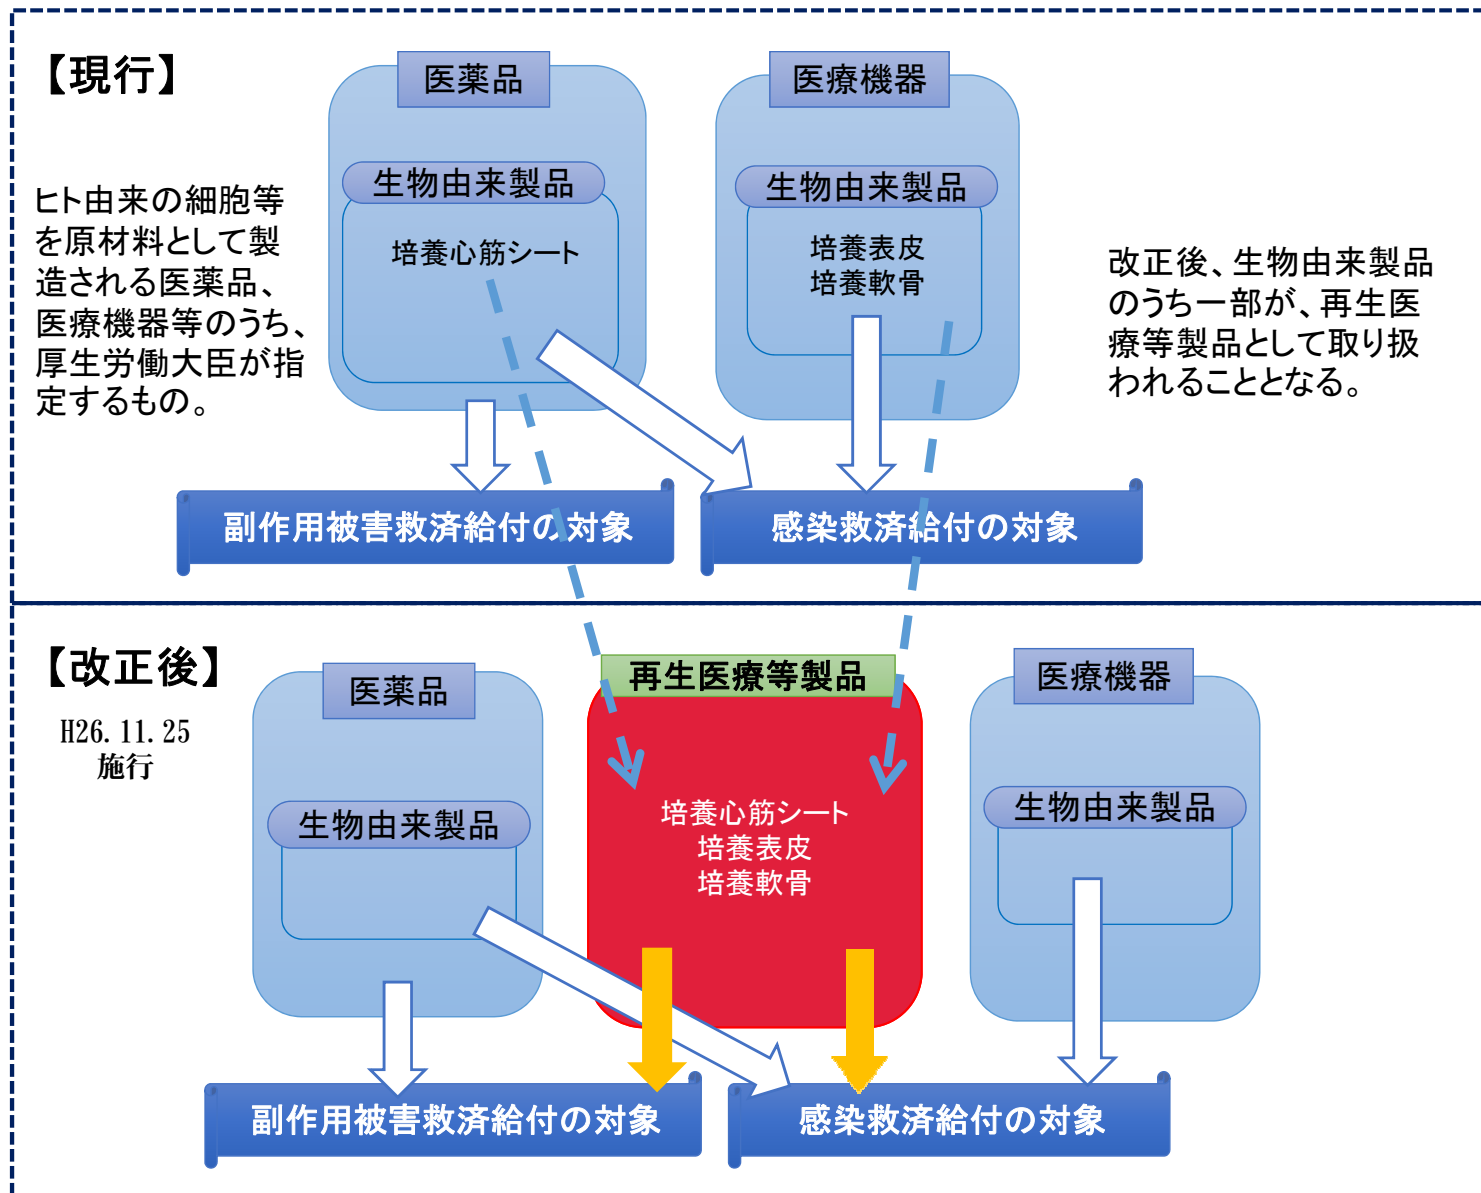 【現行】
医薬品
医療機器
生物由来製品
生物由来製品
ヒト由来の細胞等
を原材料として製
造される医薬品、
医療機器等のうち、
厚生労働大臣が指
定するもの。
培養心筋シート
培養表皮
培養軟骨
改正後、生物由来製品
のうち一部が、再生医
療等製品として取り扱
われることとなる。
副作用被害救済給付の対象
感染救済給付の対象
【改正後】
H26.11.25
施行
医薬品
再生医療等製品
医療機器
生物由来製品
培養心筋シート
培養表皮
培養軟骨
生物由来製品
副作用被害救済給付の対象
感染救済給付の対象